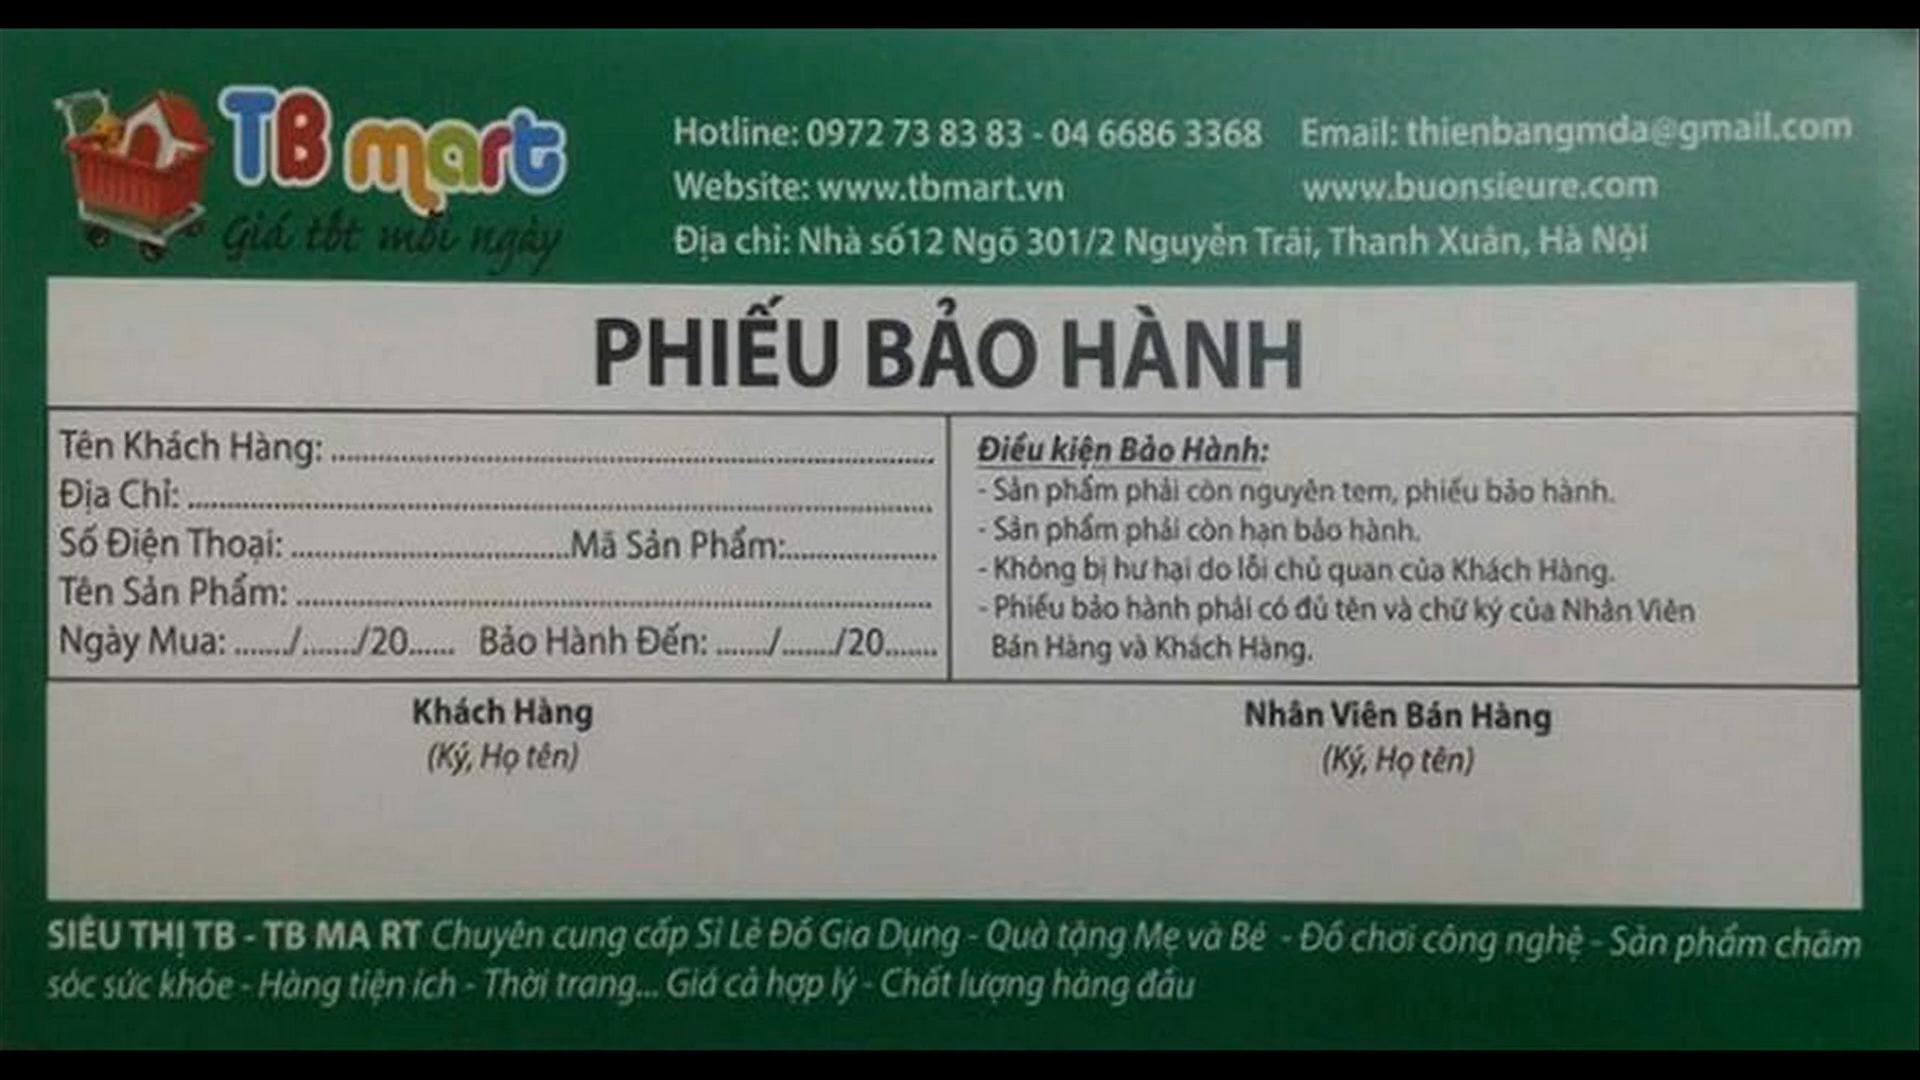 TB mart
Giá tốt mỗi ngày
Hotline: 0972 73 83 83 - 04 6686 3368 Email: thienbangmda@gmail.com
Website: www.tbmart.vn www.buonsieure.com
Địa chỉ: Nhà số12 Ngõ 301/2 Nguyễn Trãi, Thanh Xuân, Hà Nội
PHIẾU BẢO HÀNH
Tên Khách Hàng: ............................................................
Địa Chỉ: ............................................................
Số Điện Thoại: ..............................Mã Sản Phẩm:.................
Tên Sản Phẩm: ............................................................
Ngày Mua: ......./......./20...... Bảo Hành Đến: ......./......./20.......
Điều kiện Bảo Hành:
- Sản phẩm phải còn nguyên tem, phiếu bảo hành.
- Sản phẩm phải còn hạn bảo hành.
- Không bị hư hại do lỗi chủ quan của Khách Hàng.
- Phiếu bảo hành phải có đủ tên và chữ ký của Nhân Viên
Bán Hàng và Khách Hàng.
Khách Hàng
(Ký, Họ tên)
Nhân Viên Bán Hàng
(Ký, Họ tên)
SIÊU THỊ TB - TB MA RT Chuyên cung cấp Sỉ Lẻ Đồ Gia Dụng - Quà tặng Mẹ và Bé - Đồ chơi công nghệ - Sản phẩm chăm
sóc sức khỏe - Hàng tiện ích - Thời trang... Giá cả hợp lý - Chất lượng hàng đầu